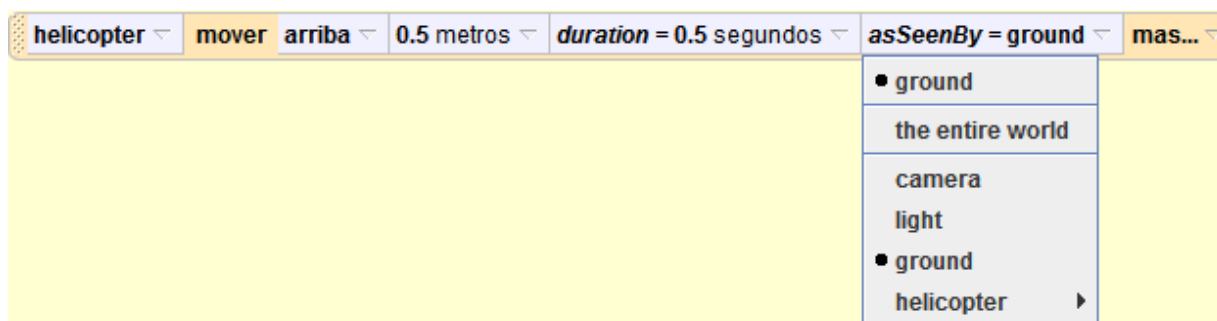 helicopter mover arriba 0.5 metros duration = 0.5 segundos asSeenBy = ground mas...
ground
the entire world
camera
light
ground
helicopter